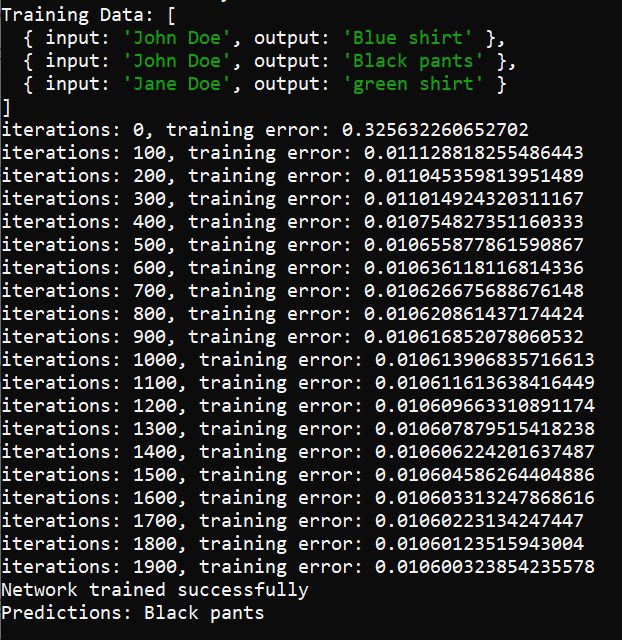 Training Data: [
  { input: 'John Doe', output: 'Blue shirt' },
  { input: 'John Doe', output: 'Black pants' },
  { input: 'Jane Doe', output: 'green shirt' }
]
iterations: 0, training error: 0.325632260652702
iterations: 100, training error: 0.011128818255486443
iterations: 200, training error: 0.011045359813951489
iterations: 300, training error: 0.011014924320311167
iterations: 400, training error: 0.010754827351160333
iterations: 500, training error: 0.010655877861590867
iterations: 600, training error: 0.010636118116814336
iterations: 700, training error: 0.010626675688676148
iterations: 800, training error: 0.010620861437174424
iterations: 900, training error: 0.010616852078060532
iterations: 1000, training error: 0.010613906835716613
iterations: 1100, training error: 0.010611613638416449
iterations: 1200, training error: 0.010609663310891174
iterations: 1300, training error: 0.010607879515418238
iterations: 1400, training error: 0.010606224201637487
iterations: 1500, training error: 0.010604586264404886
iterations: 1600, training error: 0.010603313247868616
iterations: 1700, training error: 0.01060223134247447
iterations: 1800, training error: 0.01060123515943004
iterations: 1900, training error: 0.010600323854235578
Network trained successfully
Predictions: Black pants